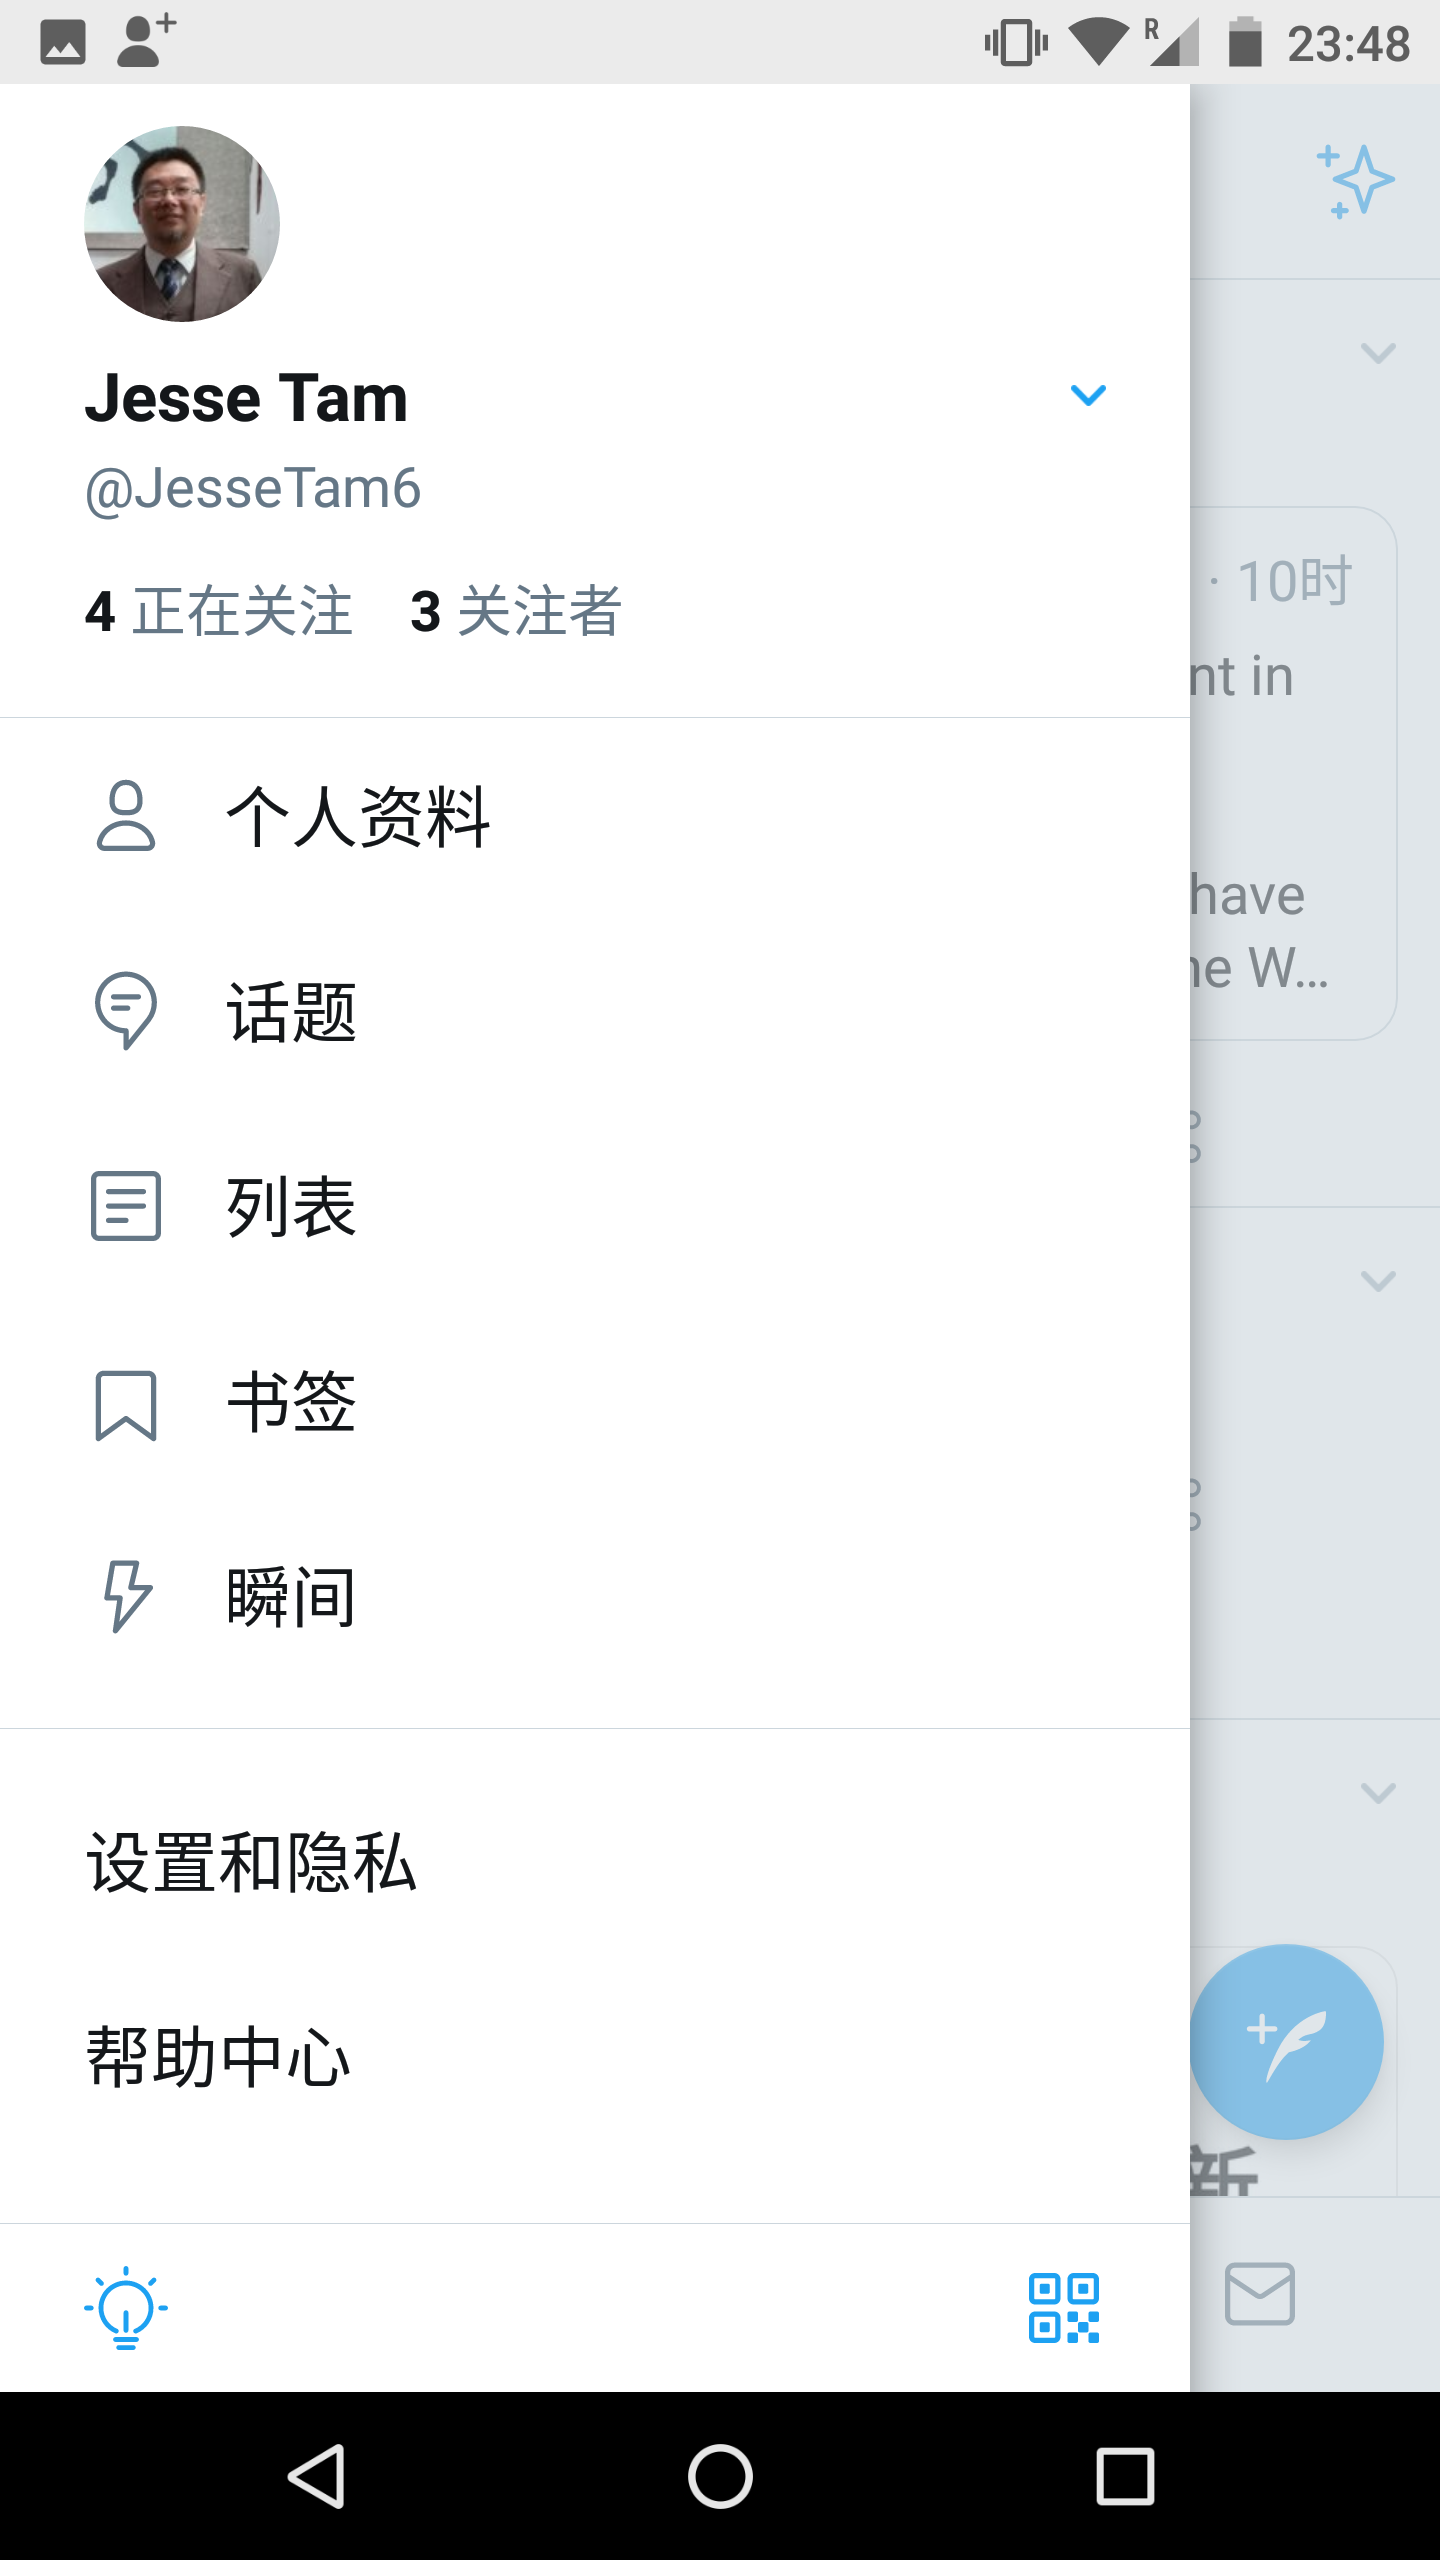 R 23:48
Jesse Tam
@JesseTam6
4 正在关注 3 关注者
· 10时
nt in
have
ne W...
个人资料
话题
列表
书签
瞬间
设置和隐私
帮助中心
新